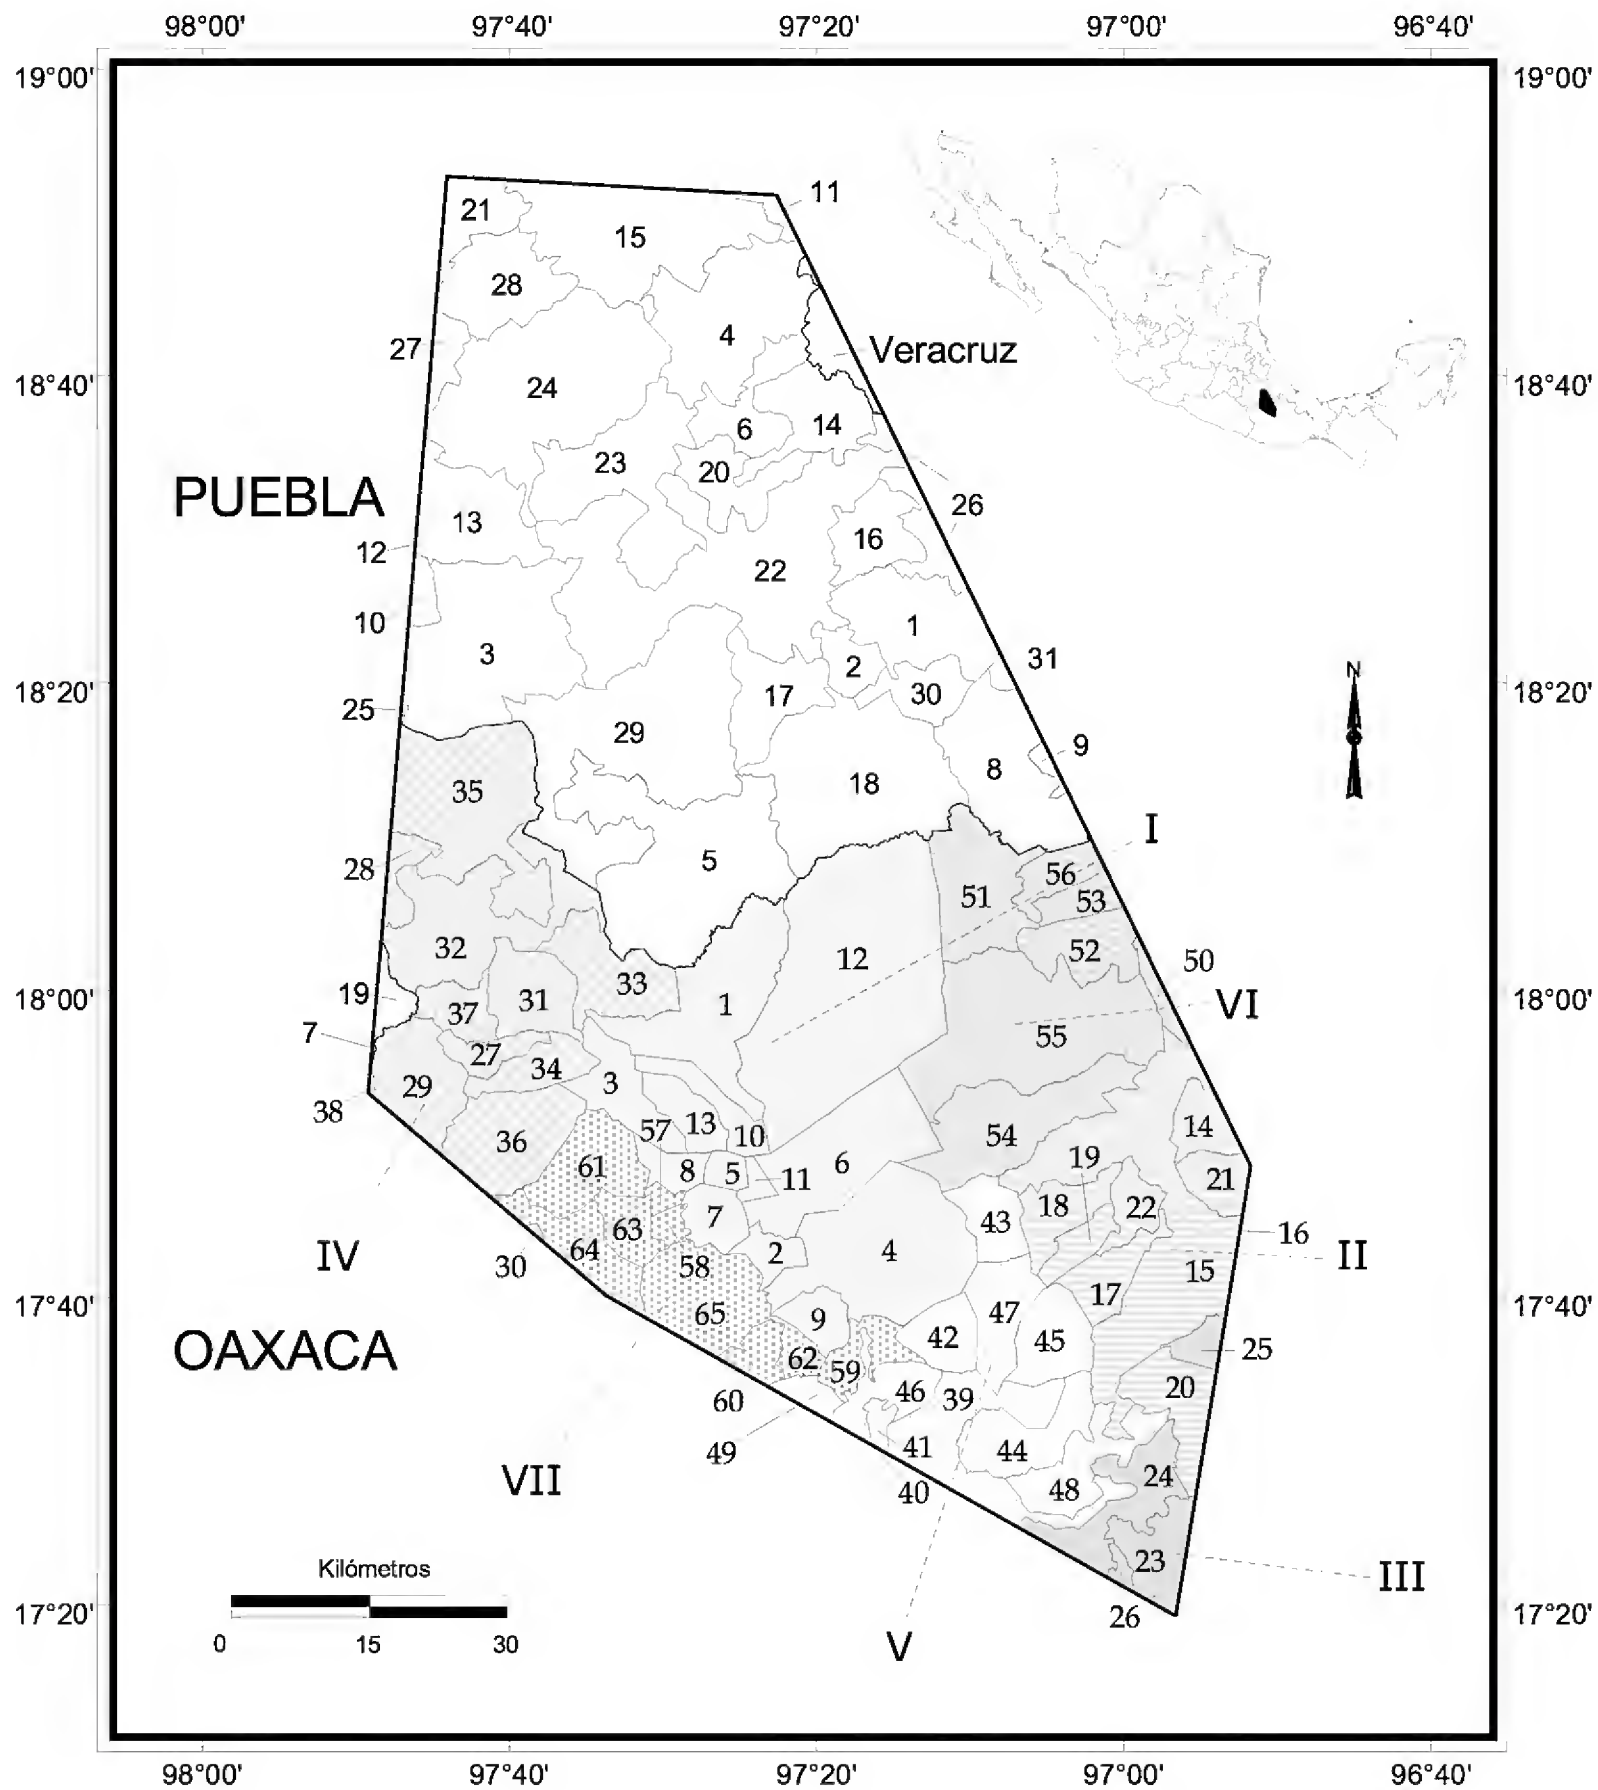 98°00' 97°40' 97°20' 97°00' 96°40'
19°00' 19°00'
11
21
15
28
4
27
Veracruz
18°40' 24 18°40'
6 14
23
20
PUEBLA
26
13
16
12
22
10 1
3 31
2
18°20' 17 30 18°20'
25
29
9
8
35 18
I
5
28 56
51 53
32 12 52 50
33
19 31 1 18°00' 18°00'
37 VI
7
27 55
34 3
29
38
57 13 10 54 14
36
61 8 5 11 6 19
21
18 22
7 43
63 16
IV 64 2 4 II
30 58 15
17
17°40' 65 9 47 17°40'
42 45
OAXACA 25
62 59
20
46 39
60
49 41 44
VII 24
40 48
23
Kilómetros III
17°20' 26 17°20'
0 15 30 V
98°00' 97°40' 97°20' 97°00' 96°40'
N